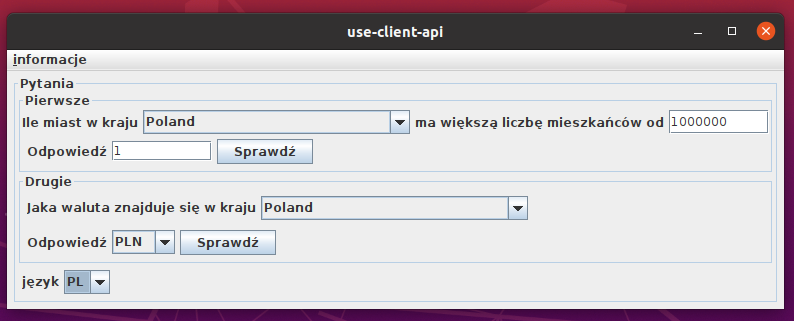 use-client-api
informacje
Pytania
Pierwsze
Ile miast w kraju Poland ma większą liczbę mieszkańców od 1000000
Odpowiedź 1 Sprawdź
Drugie
Jaka waluta znajduje się w kraju Poland
Odpowiedź PLN Sprawdź
język PL